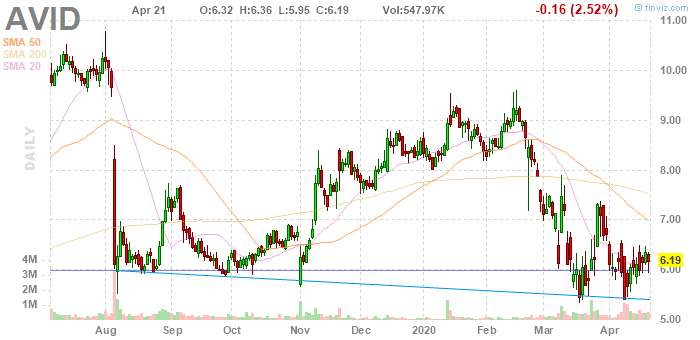 AVID
Apr 21 O:6.32 H:6.36 L:5.95 C:6.19 Vol:547.97K -0.16 (2.52%)
© finviz.com
SMA 50
SMA 200
SMA 20
DAILY
11.00
10.00
9.00
8.00
7.00
6.19
6.00
5.00
4M
3M
2M
1M
Aug Sep Oct Nov Dec 2020 Feb Mar Apr